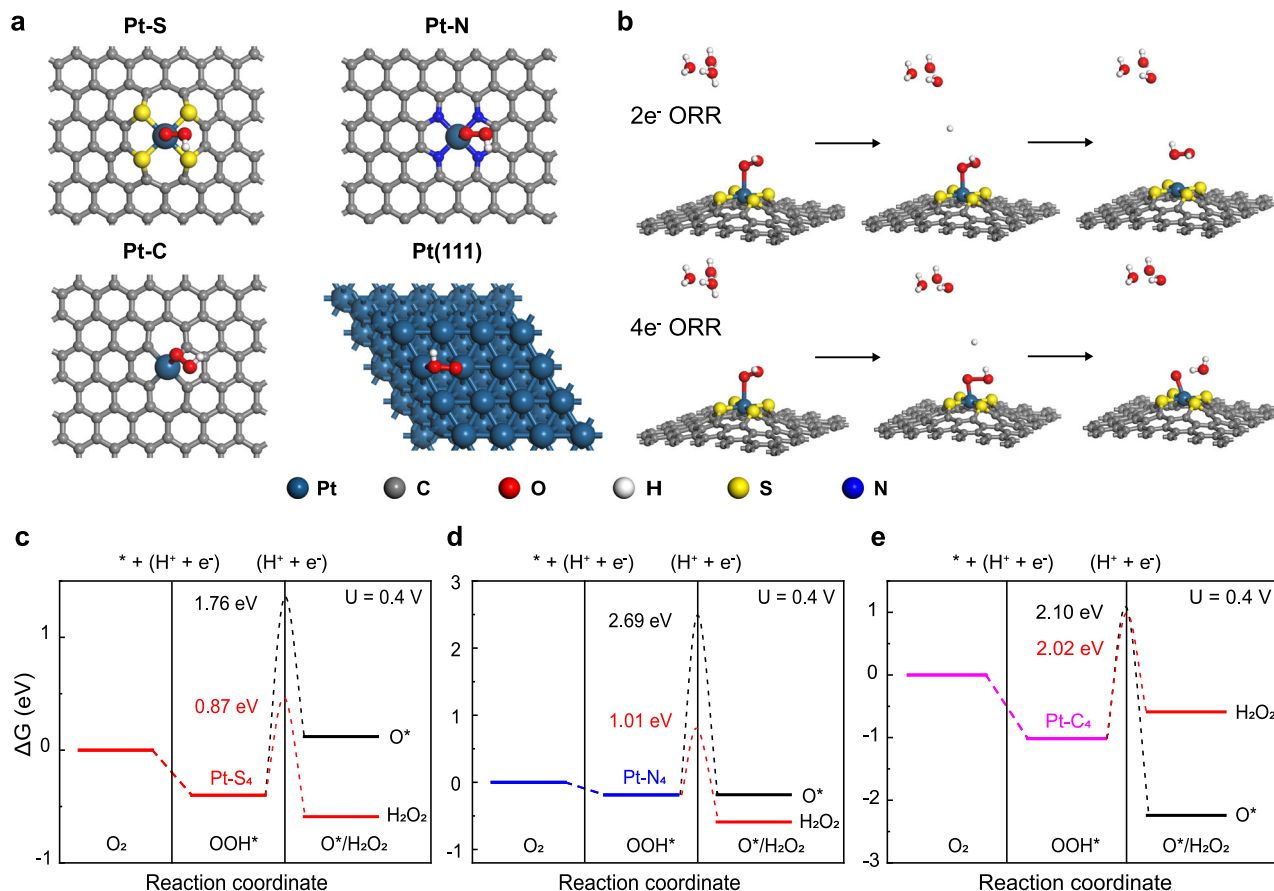 a
Pt-S
Pt-N
Pt-C
Pt(111)
b
2e⁻ ORR
4e⁻ ORR
Pt
C
O
H
S
N
c
* + (H⁺ + e⁻)
(H⁺ + e⁻)
ΔG (eV)
1
0
-1
1.76 eV
U = 0.4 V
0.87 eV
Pt-S₄
O*
H₂O₂
O₂
OOH*
O*/H₂O₂
Reaction coordinate
d
* + (H⁺ + e⁻)
(H⁺ + e⁻)
3
2
1
0
-1
2.69 eV
U = 0.4 V
1.01 eV
Pt-N₄
O*
H₂O₂
O₂
OOH*
O*/H₂O₂
Reaction coordinate
e
* + (H⁺ + e⁻)
(H⁺ + e⁻)
1
0
-1
-2
-3
2.10 eV
U = 0.4 V
2.02 eV
Pt-C₄
H₂O₂
O*
O₂
OOH*
O*/H₂O₂
Reaction coordinate